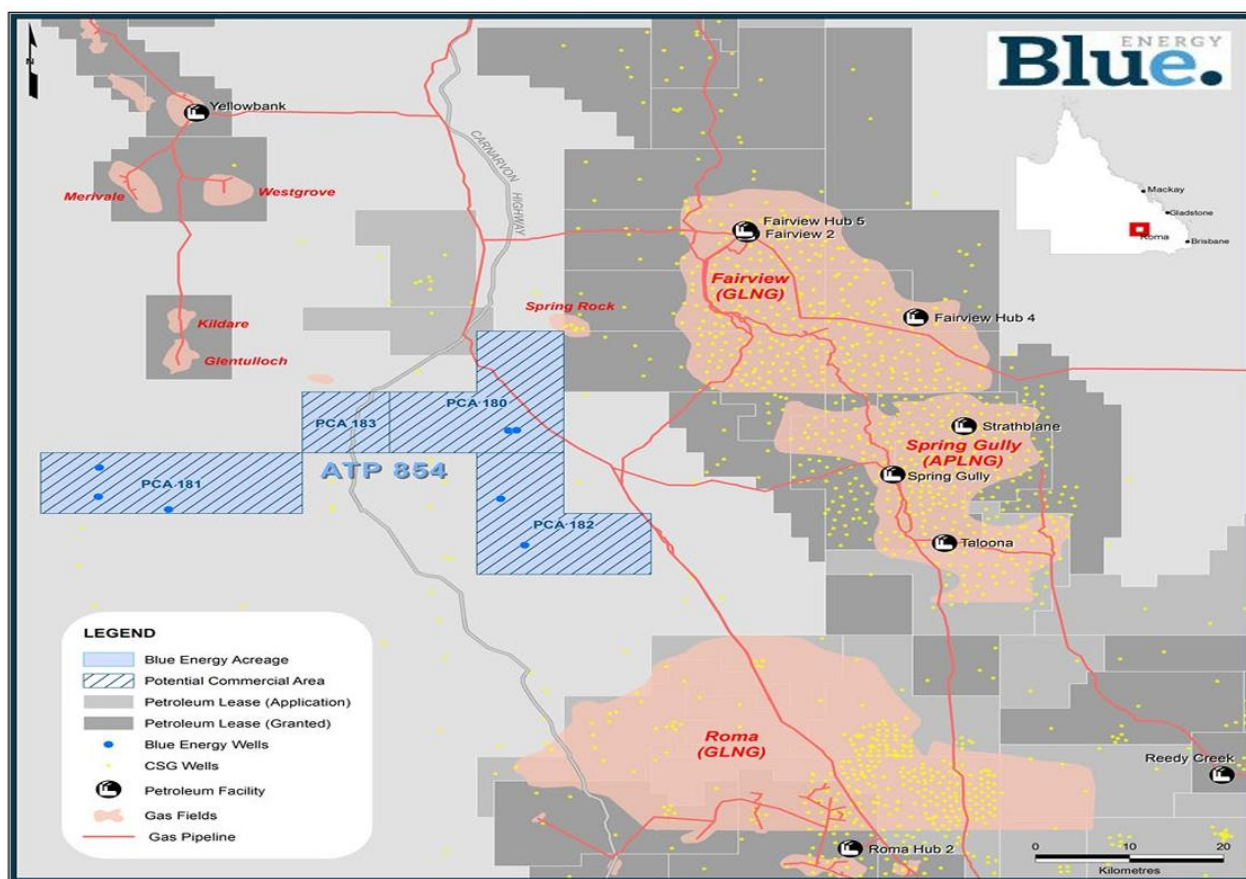 ENERGY
Blue.
N
Yellowbank
CARNARVON HIGHWAY
Merivale
Westgrove
Mackay
Gladstone
Roma
Brisbane
Fairview Hub 5
Fairview 2
Fairview
(GLNG)
Spring Rock
Fairview Hub 4
Kildare
Glentulloch
PCA 183
PCA 180
Strathblane
Spring Gully
(APLNG)
ATP 854
PCA 181
Spring Gully
PCA 182
Taloona
LEGEND
Blue Energy Acreage
Potential Commercial Area
Petroleum Lease (Application)
Petroleum Lease (Granted)
Blue Energy Wells
CSG Wells
Petroleum Facility
Gas Fields
Gas Pipeline
Roma
(GLNG)
Reedy Creek
Roma Hub 2
0 10 20
Kilometres